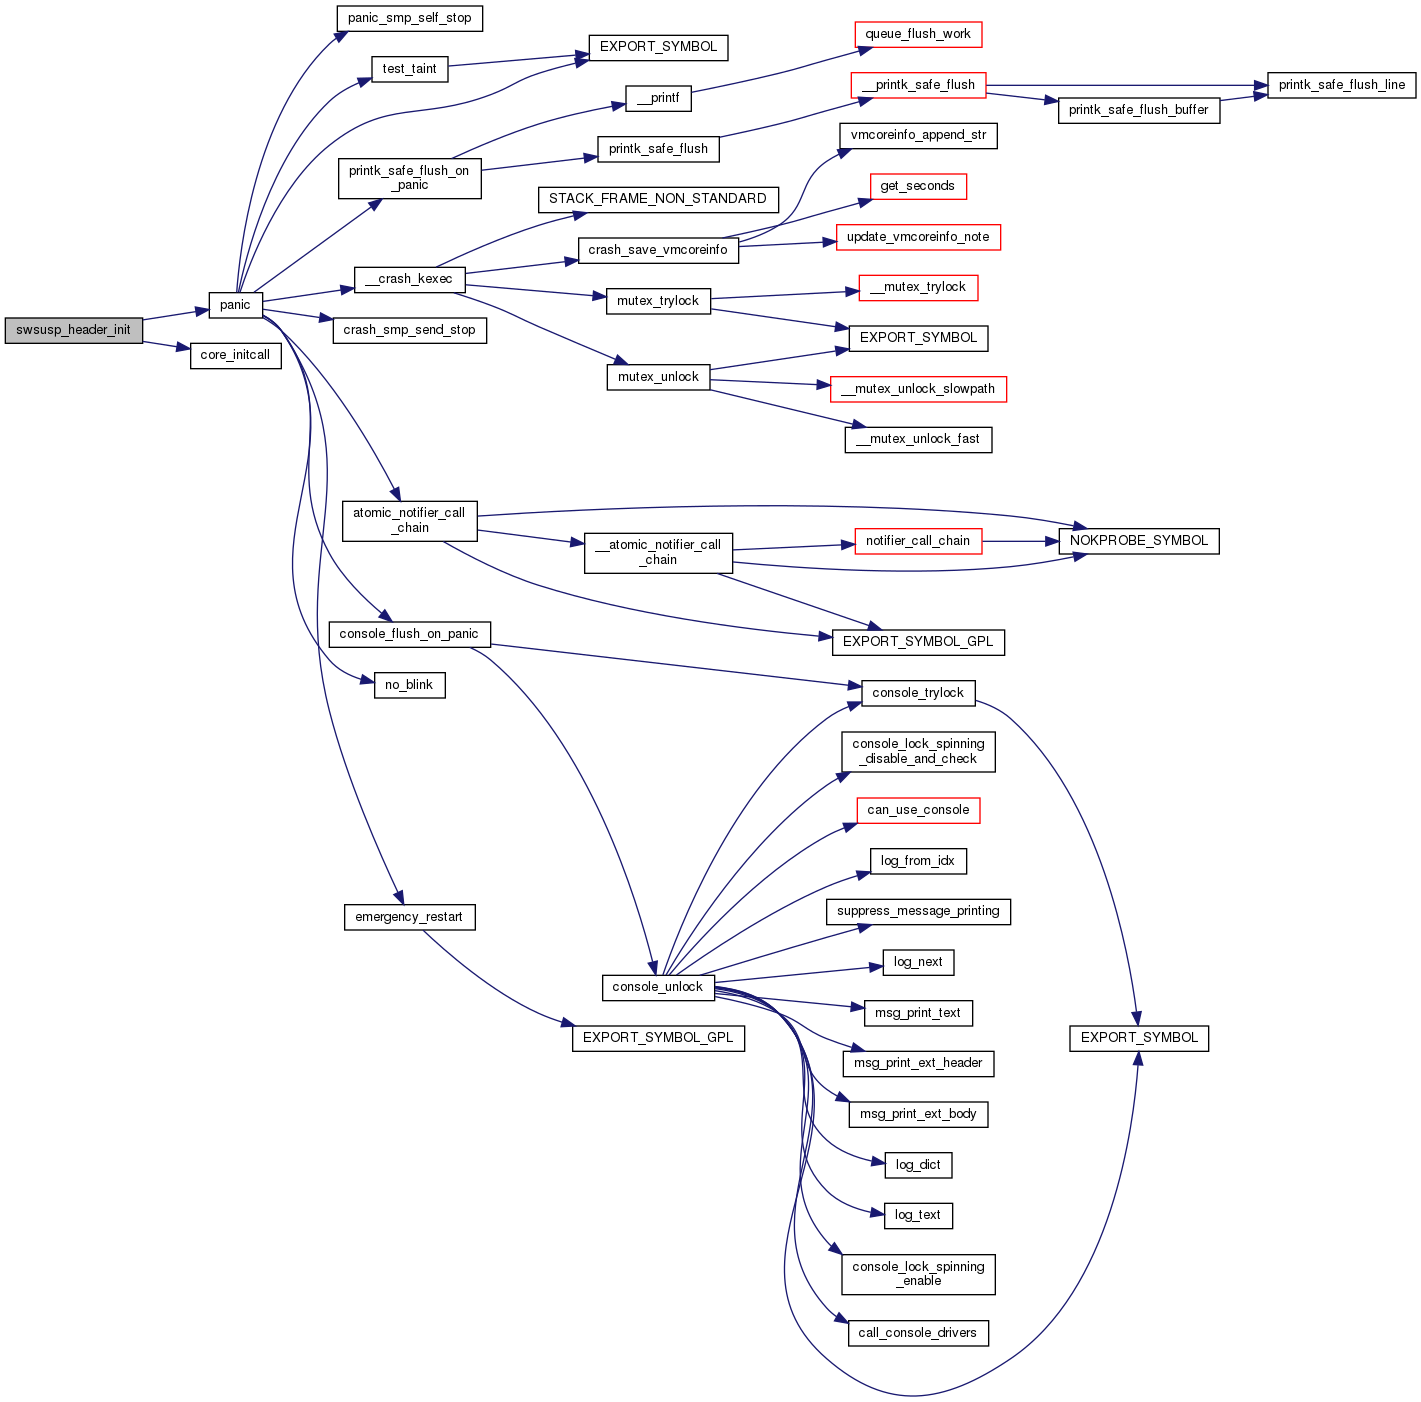 panic_smp_self_stop
queue_flush_work
EXPORT_SYMBOL
test_taint
__printk_safe_flush
printk_safe_flush_line
__printf
printk_safe_flush_buffer
vmcoreinfo_append_str
printk_safe_flush
printk_safe_flush_on
_panic
get_seconds
STACK_FRAME_NON_STANDARD
update_vmcoreinfo_note
crash_save_vmcoreinfo
__crash_kexec
__mutex_trylock
mutex_trylock
panic
swsusp_header_init
crash_smp_send_stop
EXPORT_SYMBOL
core_initcall
mutex_unlock
__mutex_unlock_slowpath
__mutex_unlock_fast
atomic_notifier_call
_chain
__atomic_notifier_call
_chain
notifier_call_chain
NOKPROBE_SYMBOL
console_flush_on_panic
EXPORT_SYMBOL_GPL
no_blink
console_trylock
console_lock_spinning
_disable_and_check
can_use_console
log_from_idx
suppress_message_printing
emergency_restart
log_next
console_unlock
msg_print_text
EXPORT_SYMBOL_GPL
EXPORT_SYMBOL
msg_print_ext_header
msg_print_ext_body
log_dict
log_text
console_lock_spinning
_enable
call_console_drivers